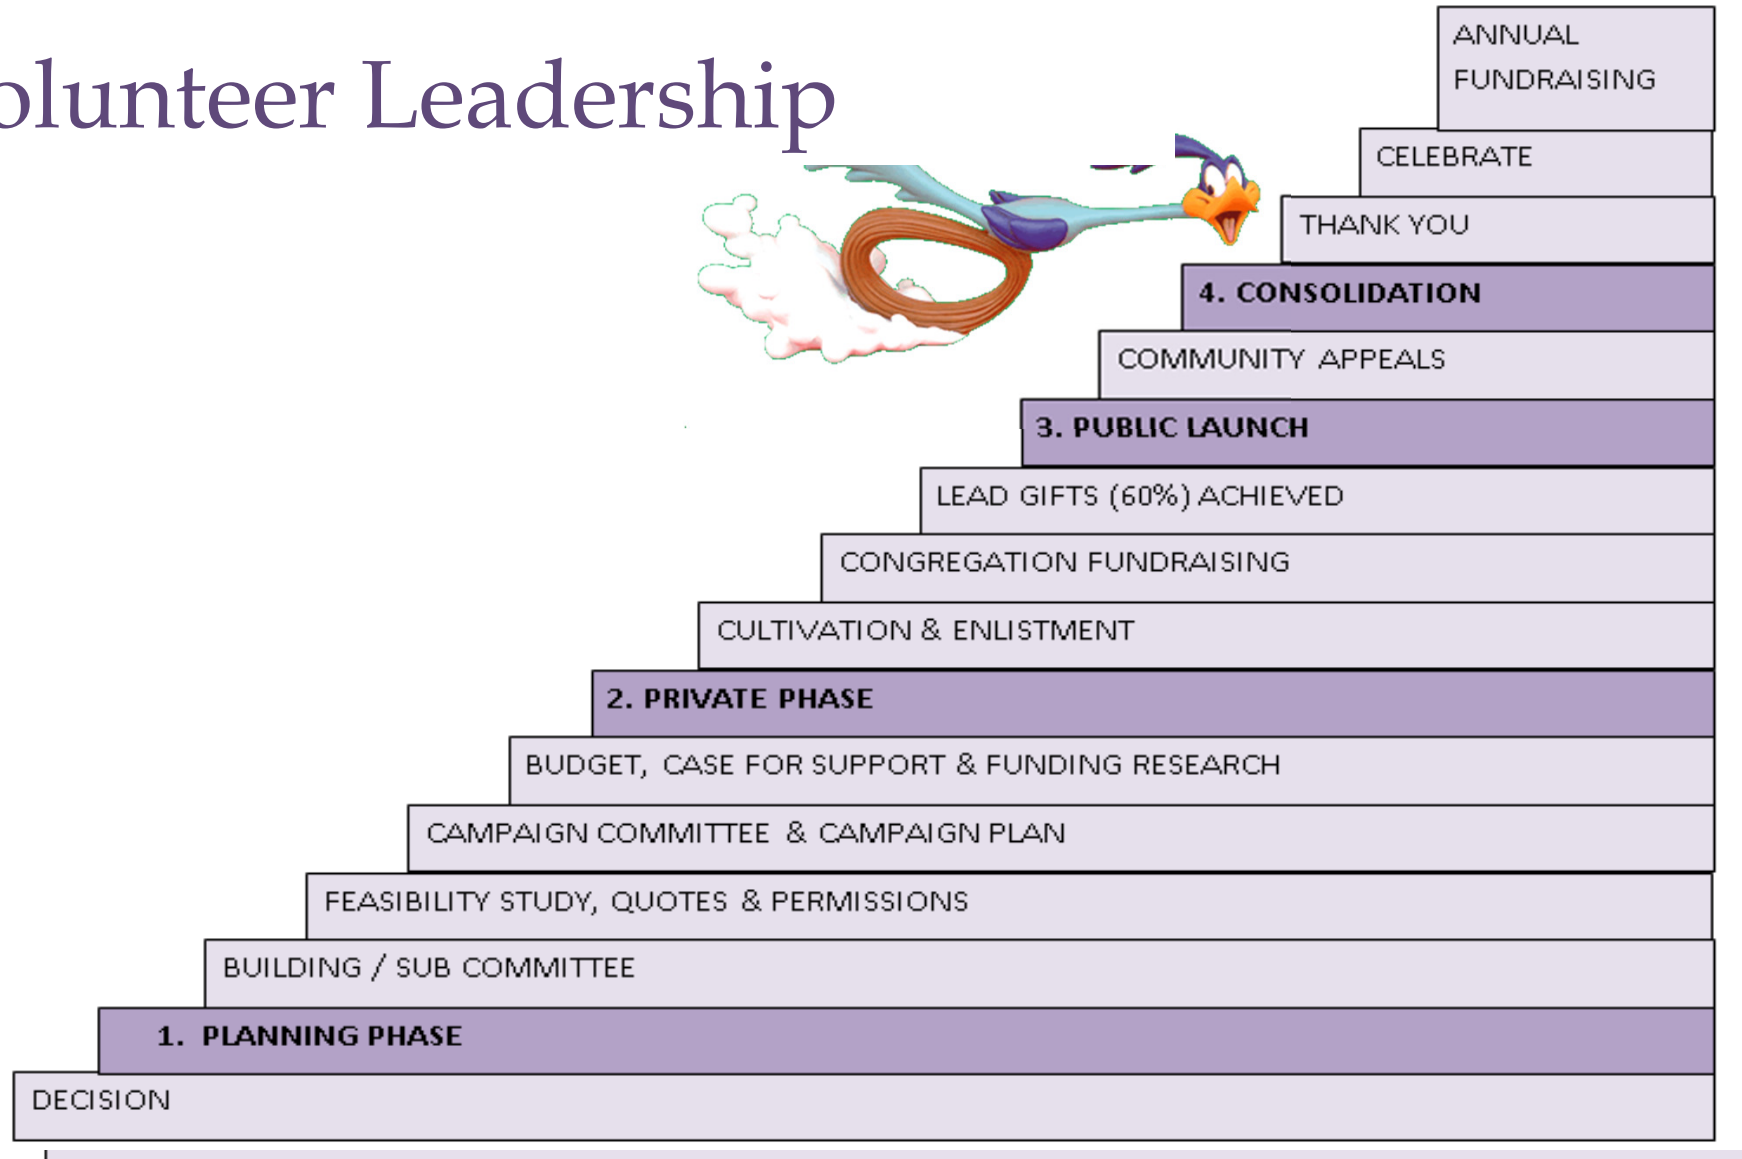 olunteer Leadership
ANNUAL
FUNDRAISING
CELEBRATE
THANK YOU
4. CONSOLIDATION
COMMUNITY APPEALS
3. PUBLIC LAUNCH
LEAD GIFTS (60%) ACHIEVED
CONGREGATION FUNDRAISING
CULTIVATION & ENLISTMENT
2. PRIVATE PHASE
BUDGET, CASE FOR SUPPORT & FUNDING RESEARCH
CAMPAIGN COMMITTEE & CAMPAIGN PLAN
FEASIBILITY STUDY, QUOTES & PERMISSIONS
BUILDING / SUB COMMITTEE
1. PLANNING PHASE
DECISION